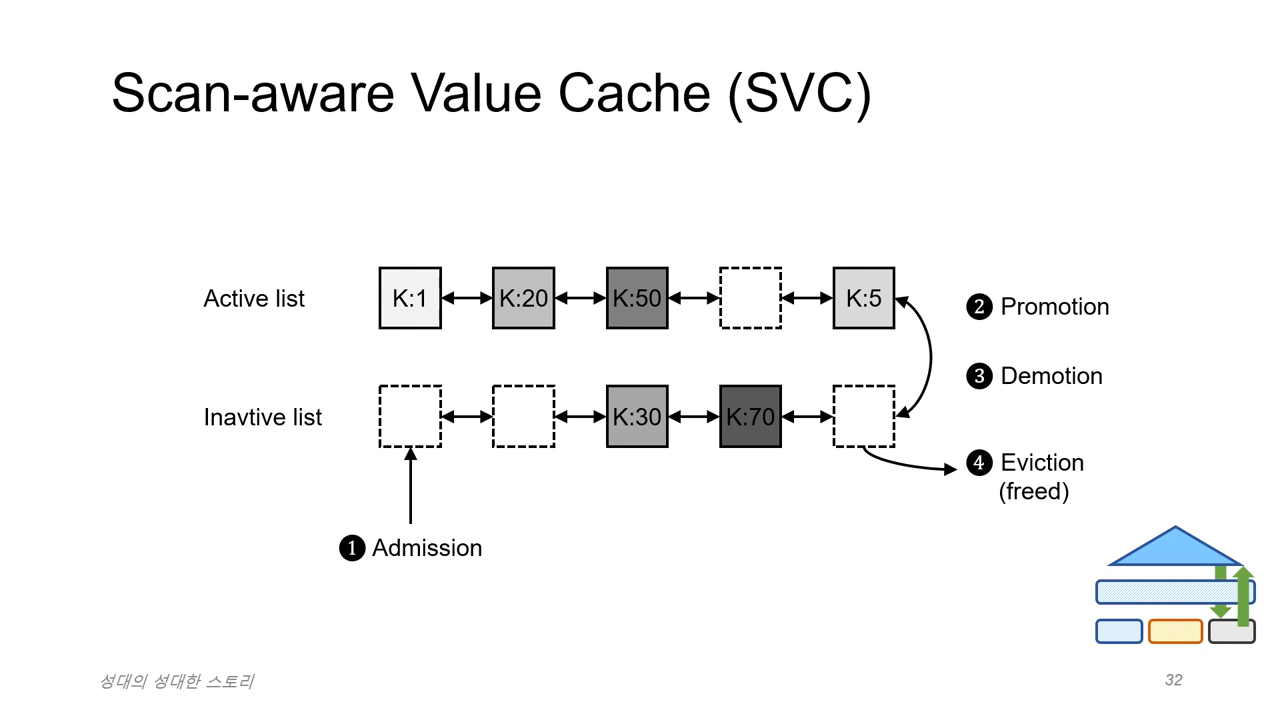 Scan-aware Value Cache (SVC)
Active list
K:1
K:20
K:50
K:5
❷ Promotion
❸ Demotion
Inavtive list
K:30
K:70
❹ Eviction
(freed)
❶ Admission
성대의 성대한 스토리
32